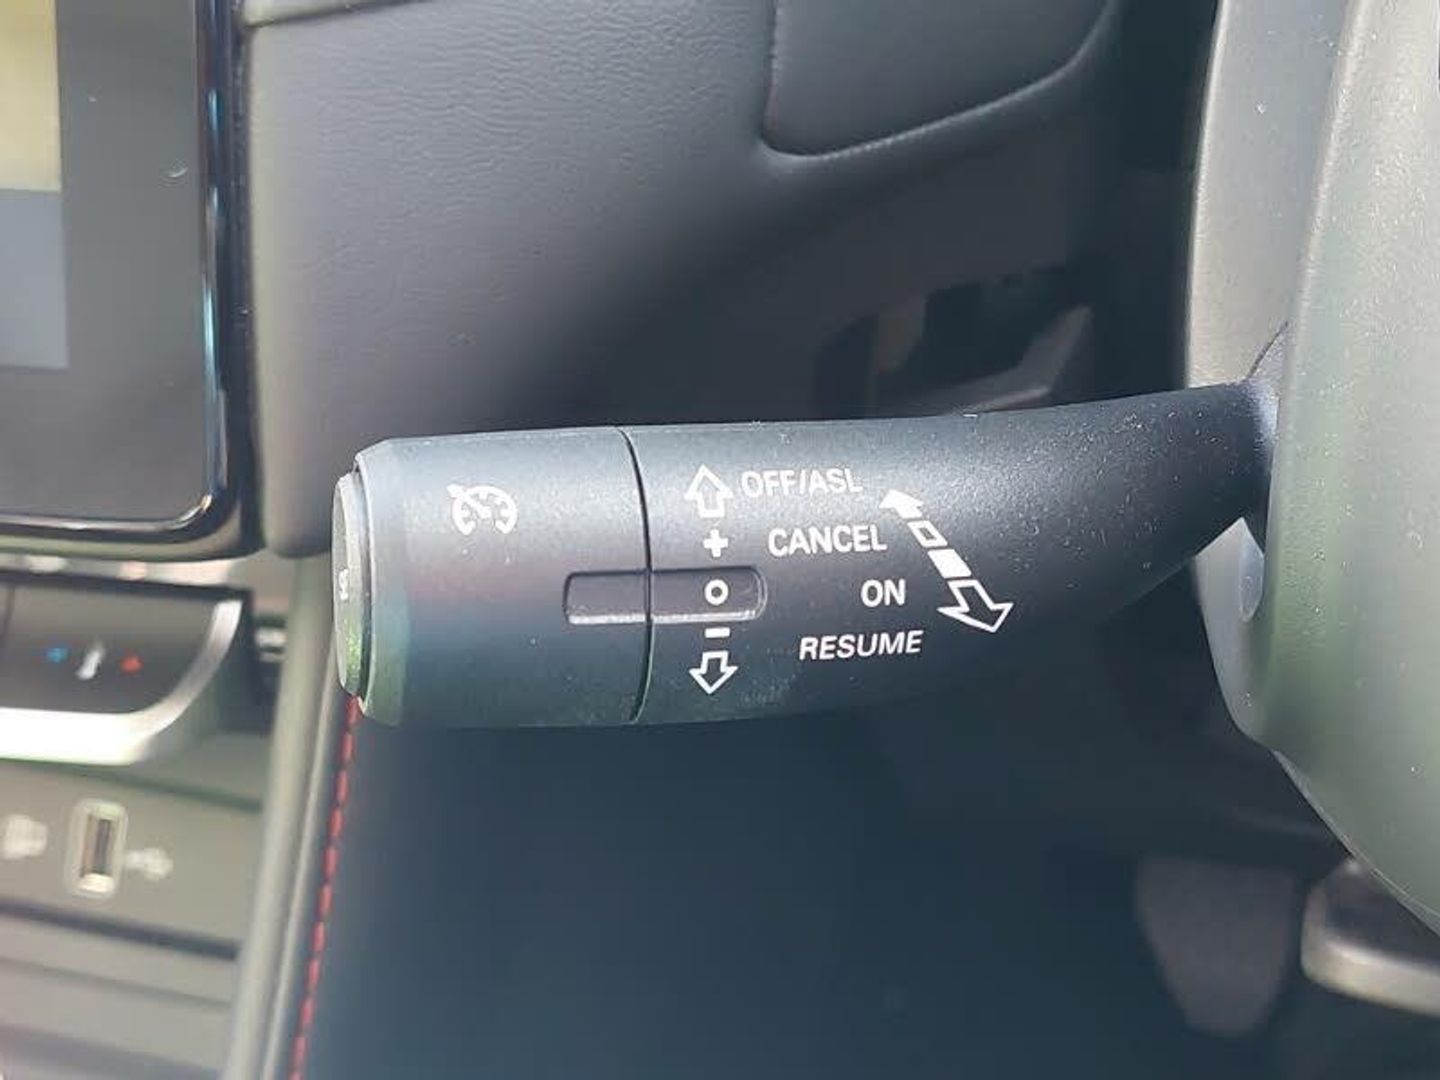 OFF/ASL
+ CANCEL
O ON
- RESUME